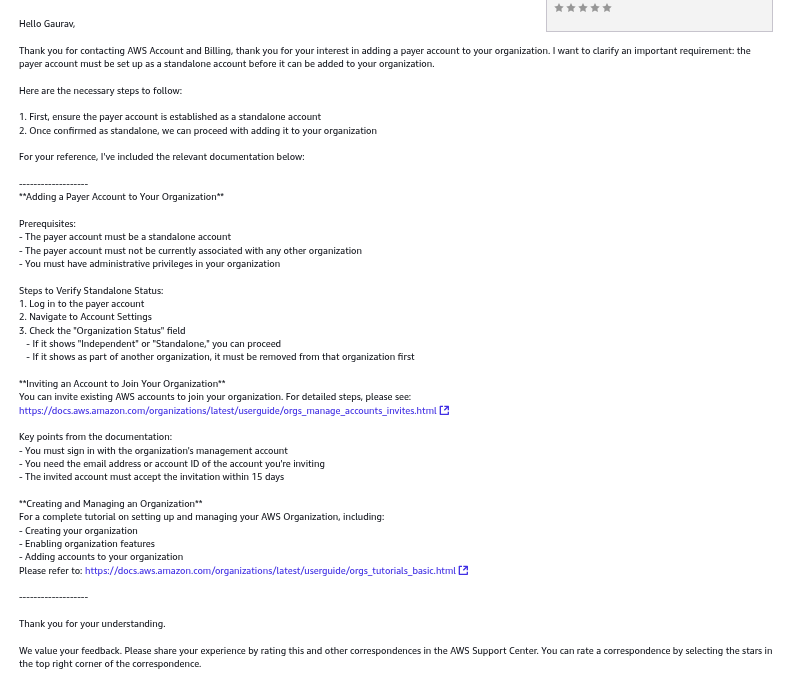 Hello Gaurav,
Thank you for contacting AWS Account and Billing, thank you for your interest in adding a payer account to your organization. I want to clarify an important requirement: the
payer account must be set up as a standalone account before it can be added to your organization.
Here are the necessary steps to follow:
1. First, ensure the payer account is established as a standalone account
2. Once confirmed as standalone, we can proceed with adding it to your organization
For your reference, I've included the relevant documentation below:
-------------------
**Adding a Payer Account to Your Organization**
Prerequisites:
- The payer account must be a standalone account
- The payer account must not be currently associated with any other organization
- You must have administrative privileges in your organization
Steps to Verify Standalone Status:
1. Log in to the payer account
2. Navigate to Account Settings
3. Check the "Organization Status" field
- If it shows "Independent" or "Standalone," you can proceed
- If it shows as part of another organization, it must be removed from that organization first
**Inviting an Account to Join Your Organization**
You can invite existing AWS accounts to join your organization. For detailed steps, please see:
https://docs.aws.amazon.com/organizations/latest/userguide/orgs_manage_accounts_invites.html
Key points from the documentation:
- You must sign in with the organization's management account
- You need the email address or account ID of the account you're inviting
- The invited account must accept the invitation within 15 days
**Creating and Managing an Organization**
For a complete tutorial on setting up and managing your AWS Organization, including:
- Creating your organization
- Enabling organization features
- Adding accounts to your organization
Please refer to: https://docs.aws.amazon.com/organizations/latest/userguide/orgs_tutorials_basic.html
-------------------
Thank you for your understanding.
We value your feedback. Please share your experience by rating this and other correspondences in the AWS Support Center. You can rate a correspondence by selecting the stars in
the top right corner of the correspondence.